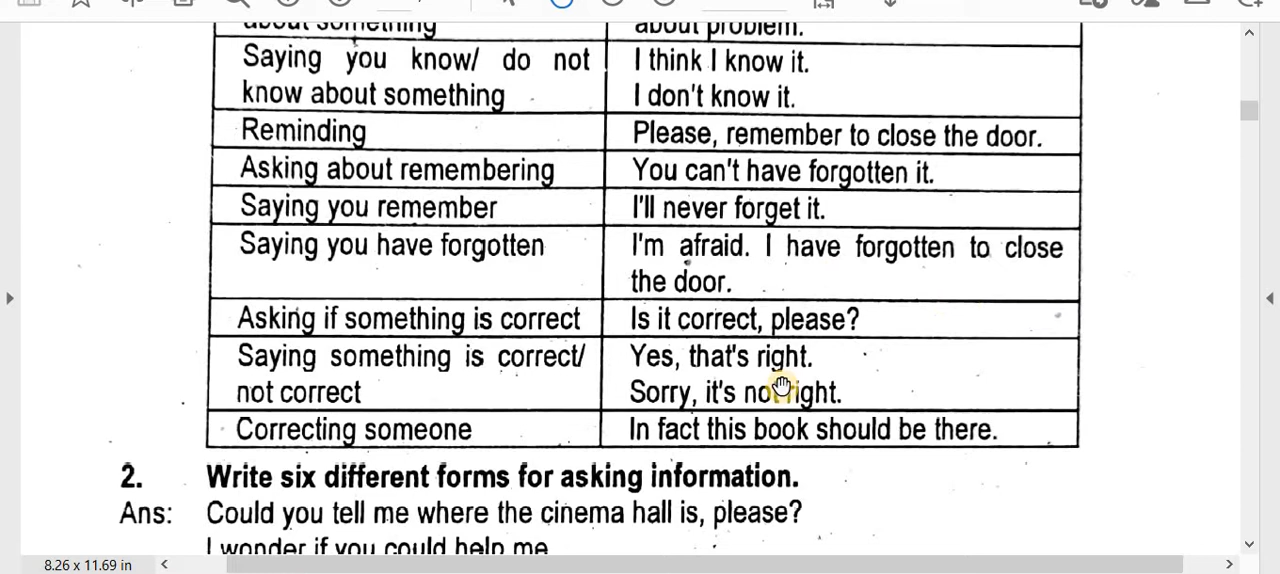 about something about problem.
Saying you know/ do not I think I know it.
know about something I don't know it.
Reminding Please, remember to close the door.
Asking about remembering You can't have forgotten it.
Saying you remember I'll never forget it.
Saying you have forgotten I'm afraid. I have forgotten to close
the door.
Asking if something is correct Is it correct, please?
Saying something is correct/ Yes, that's right.
not correct Sorry, it's not right.
Correcting someone In fact this book should be there.
2. Write six different forms for asking information.
Ans: Could you tell me where the cinema hall is, please?
I wonder if you could help me
8.26 x 11.69 in